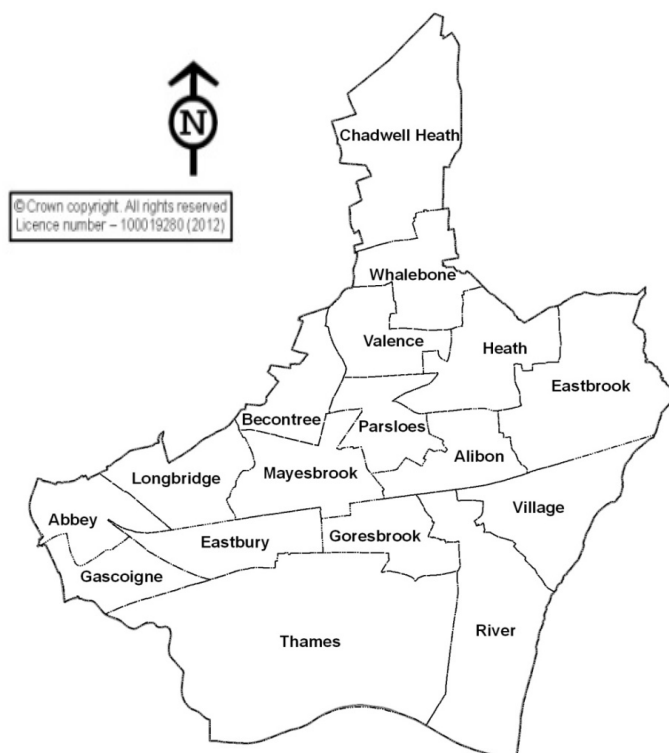 Chadwell Heath
N
© Crown copyright. All rights reserved
Licence number – 100019280 (2012)
Whalebone
Valence
Heath
Eastbrook
Becontree
Parsloes
Alibon
Longbridge
Mayesbrook
Village
Abbey
Eastbury
Goresbrook
Gascoigne
River
Thames